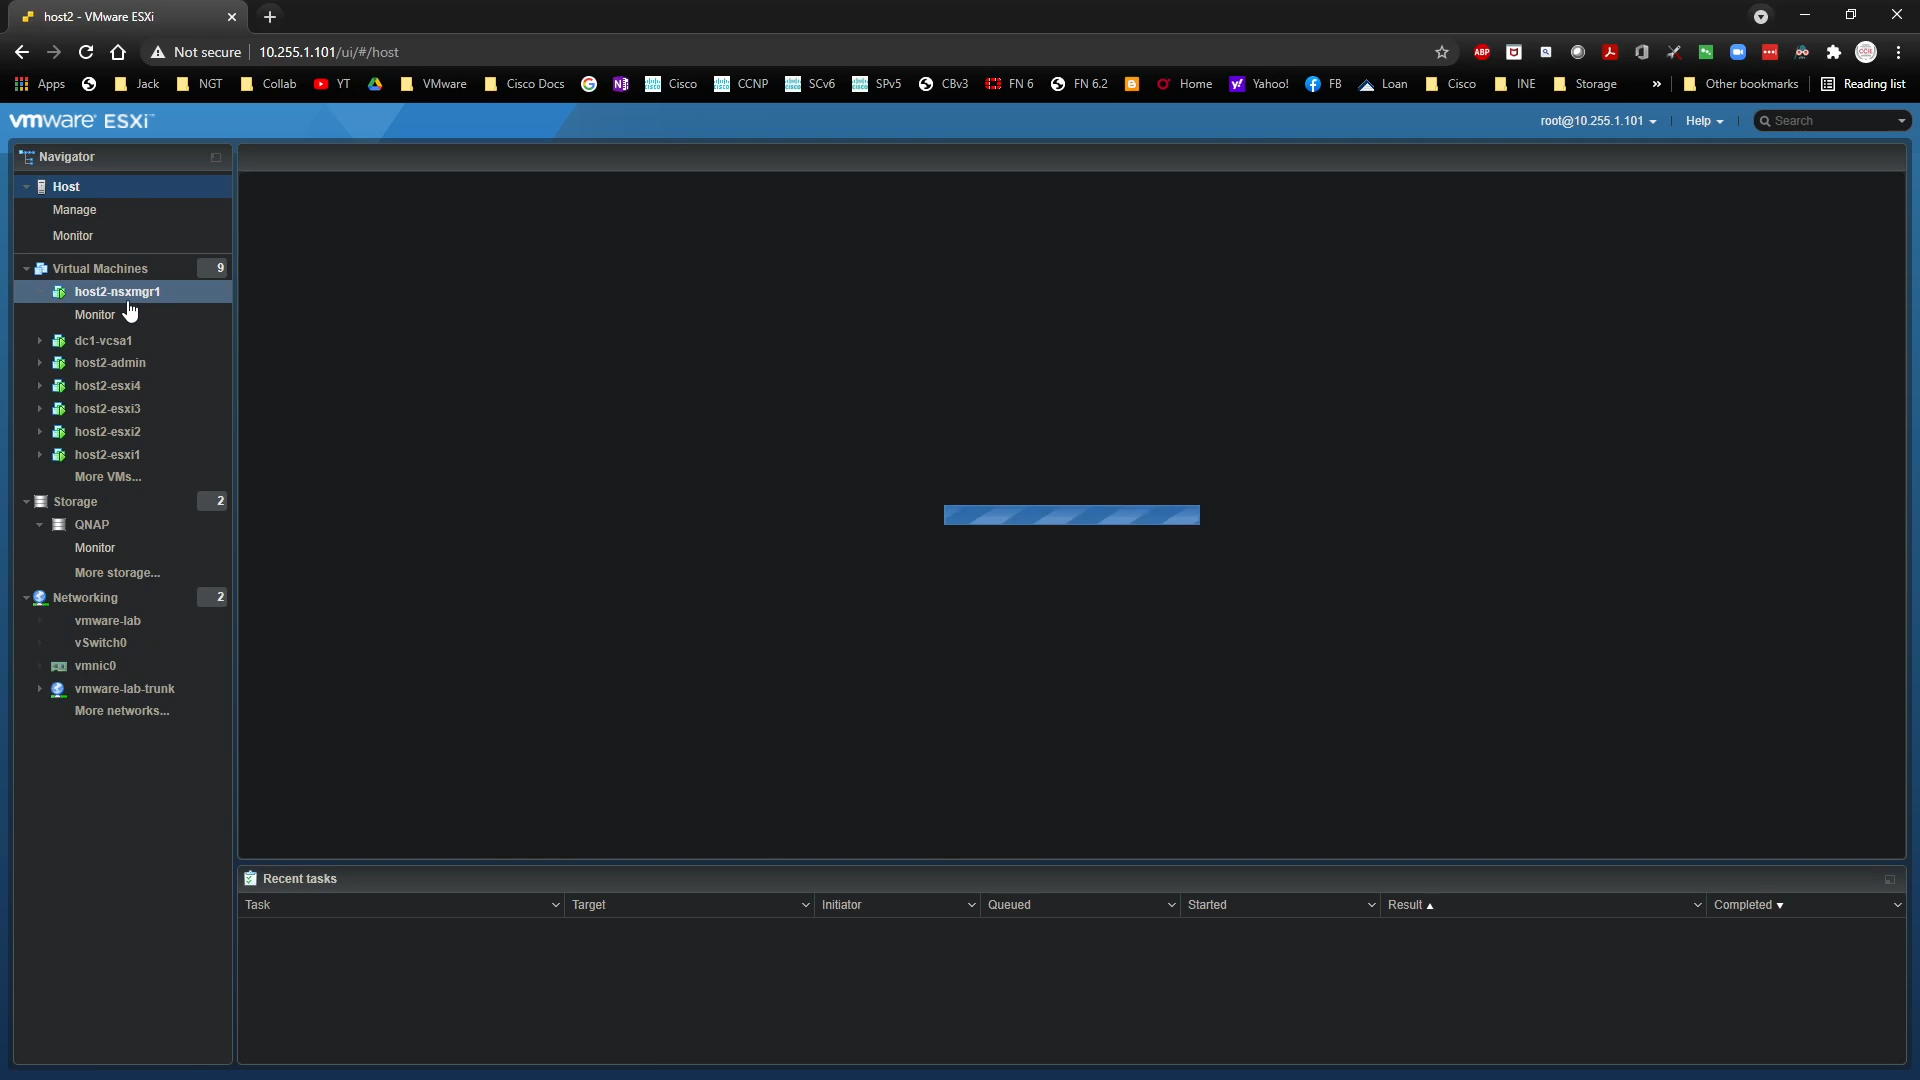 host2 - VMware ESXi
Not secure 10.255.1.101/ui/#/host
ABP
Apps Jack NGT Collab YT VMware Cisco Docs Cisco CCNP SCv6 SPv5 CBv3 FN 6 FN 6.2 Home Yahoo! FB Loan Cisco INE Storage » Other bookmarks Reading list
vmware ESXi™
root@10.255.1.101 Help Search
Navigator
Host
Manage
Monitor
Virtual Machines 9
host2-nsxmgr1
Monitor
dc1-vcsa1
host2-admin
host2-esxi4
host2-esxi3
host2-esxi2
host2-esxi1
More VMs...
Storage 2
QNAP
Monitor
More storage...
Networking 2
vmware-lab
vSwitch0
vmnic0
vmware-lab-trunk
More networks...
Recent tasks
Task Target Initiator Queued Started Result ▲ Completed ▼